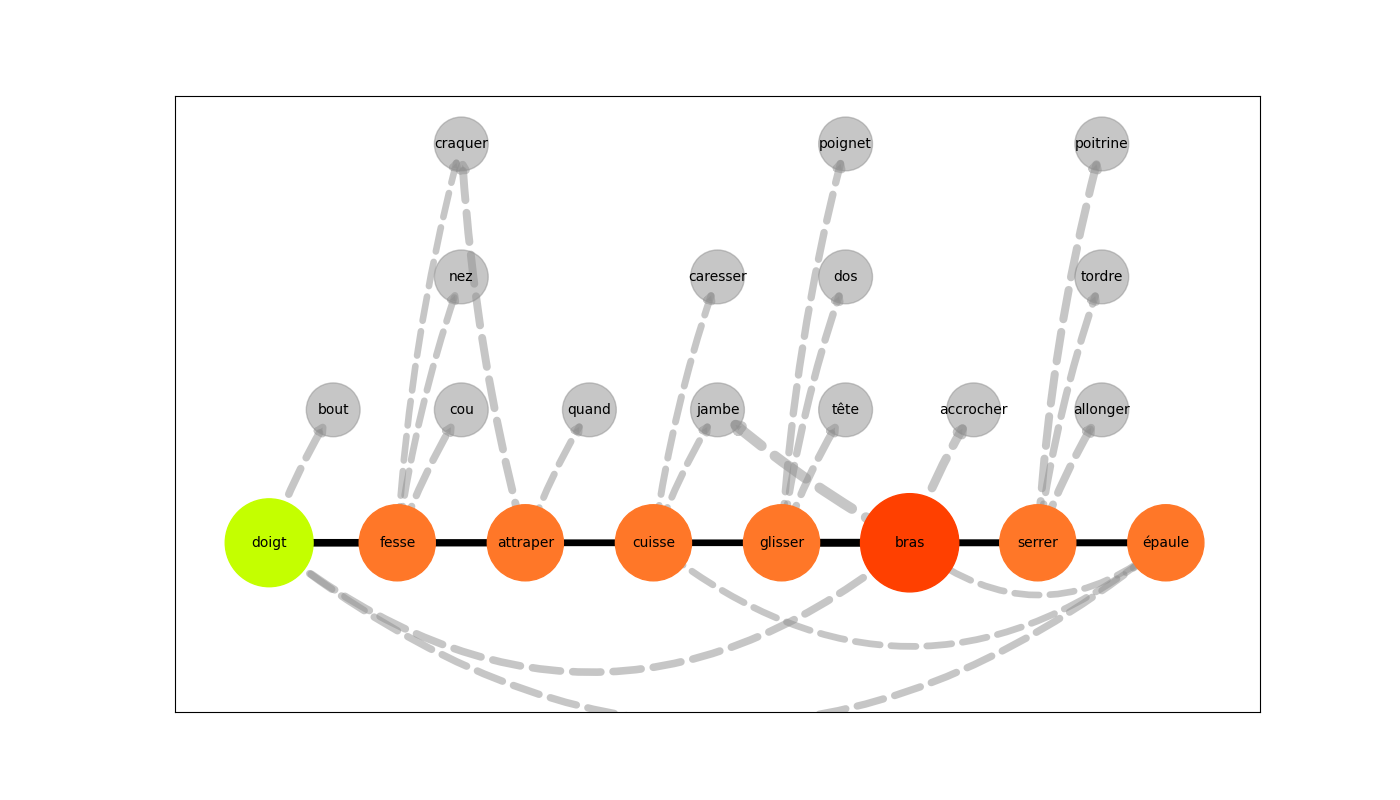 craquer poignet poitrine
nez caresser dos tordre
bout cou quand jambe tête accrocher allonger
doigt fesse attraper cuisse glisser bras serrer épaule